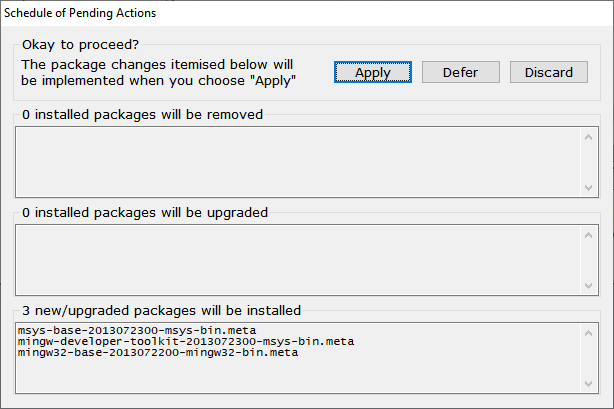 Schedule of Pending Actions
Okay to proceed?
The package changes itemised below will
be implemented when you choose "Apply"
Apply
Defer
Discard
0 installed packages will be removed
0 installed packages will be upgraded
3 new/upgraded packages will be installed
msys-base-2013072300-msys-bin.meta
mingw-developer-toolkit-2013072300-msys-bin.meta
mingw32-base-2013072200-mingw32-bin.meta